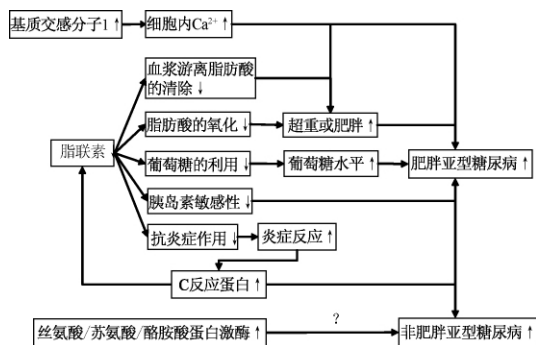 基质交感分子1↑
细胞内Ca²⁺↑
血浆游离脂肪酸
的清除↓
脂肪酸的氧化↓
超重或肥胖↑
脂联素
葡萄糖的利用↓
葡萄糖水平↑
肥胖亚型糖尿病↑
胰岛素敏感性↓
抗炎症作用↓
炎症反应↑
C反应蛋白↑
?
丝氨酸/苏氨酸/酪胺酸蛋白激酶↑
非肥胖亚型糖尿病↑